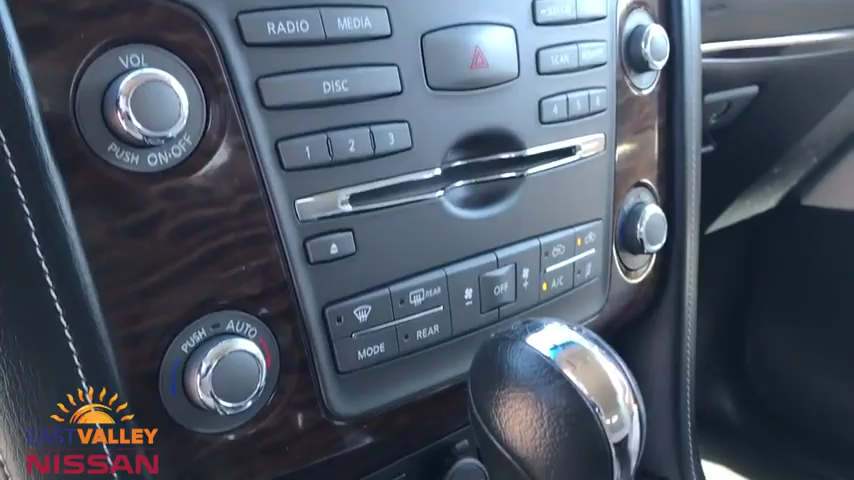 RADIO MEDIA
VOL
PUSH ON·OFF
DISC
SCAN
1 2 3
4 5 6
REAR
OFF
A/C
MODE REAR
PUSH AUTO
EAST VALLEY
NISSAN